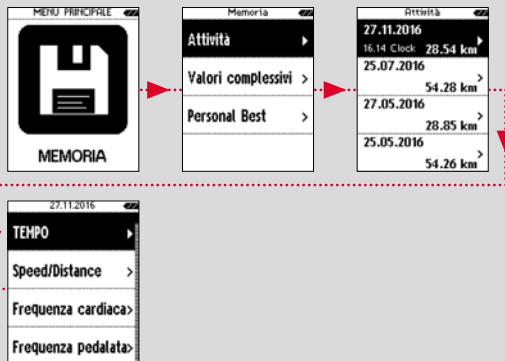 MENU PRINCIPALE
MEMORIA
Memoria
Attività
Valori complessivi >
Personal Best >
Attività
27.11.2016
16.14 Clock 28.54 km
25.07.2016 >
54.28 km
27.05.2016 >
28.85 km
25.05.2016 >
54.26 km
27.11.2016
TEMPO
Speed/Distance >
Frequenza cardiaca>
Frequenza pedalata>